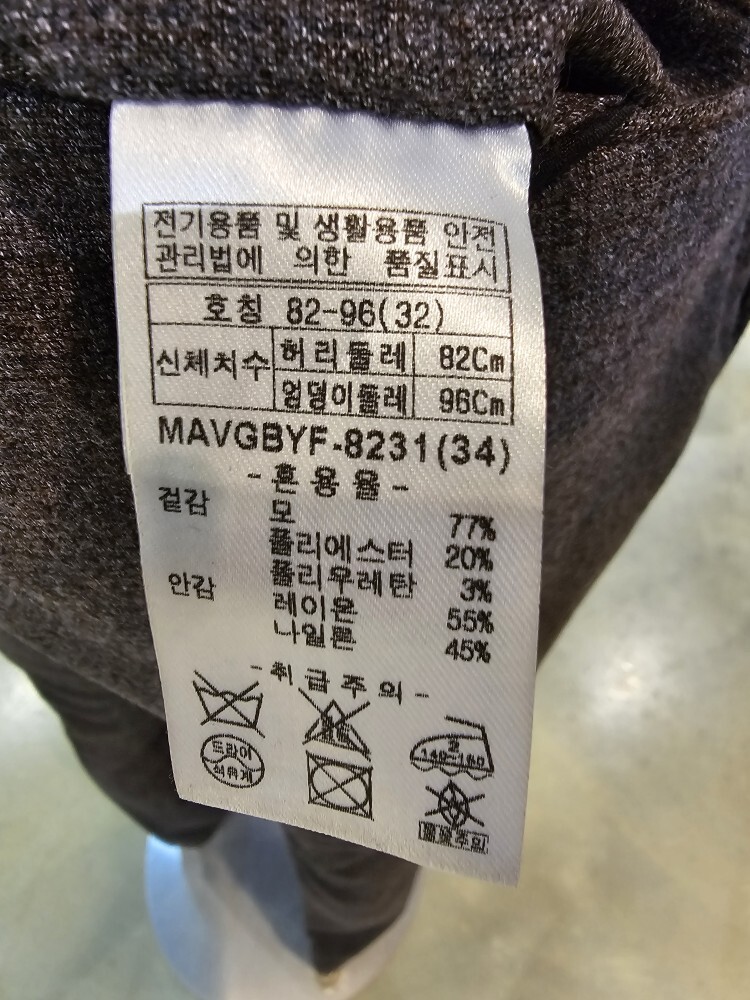 전기용품 및 생활용품 안전
관리법에 의한 품질표시
호칭 82-96(32)
신체치수 허리둘레 82Cm
엉덩이둘레 96Cm
MAVGBYF-8231(34)
-혼용율-
겉감 모 77%
폴리에스터 20%
폴리우레탄 3%
안감 레이온 55%
나일론 45%
-취급주의-
드라이
석유계
2
140~160